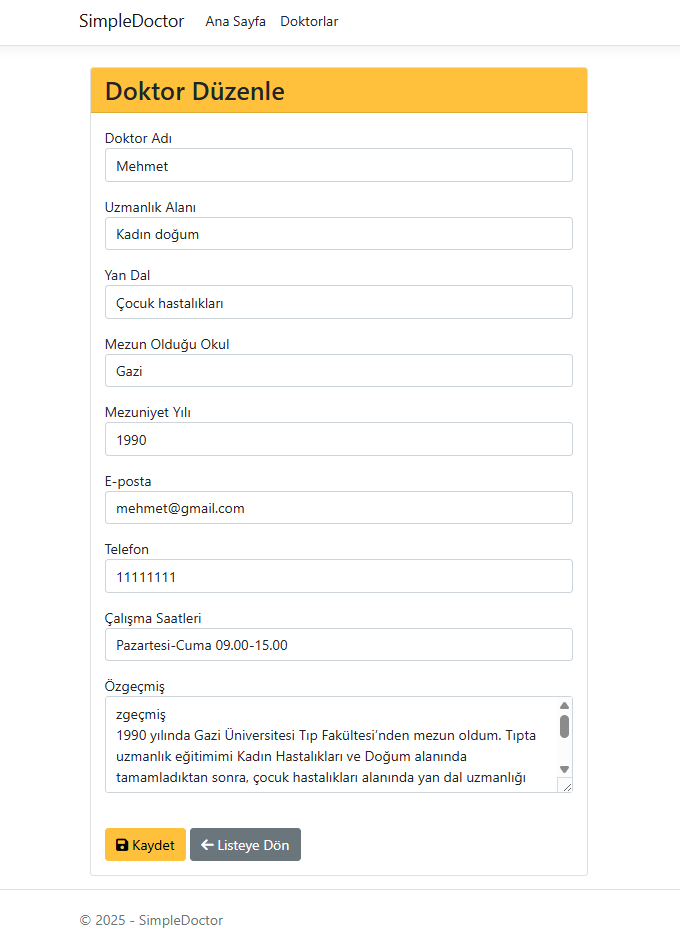 SimpleDoctor Ana Sayfa Doktorlar
Doktor Düzenle
Doktor Adı
Mehmet
Uzmanlık Alanı
Kadın doğum
Yan Dal
Çocuk hastalıkları
Mezun Olduğu Okul
Gazi
Mezuniyet Yılı
1990
E-posta
mehmet@gmail.com
Telefon
11111111
Çalışma Saatleri
Pazartesi-Cuma 09.00-15.00
Özgeçmiş
zgeçmiş
1990 yılında Gazi Üniversitesi Tıp Fakültesi’nden mezun oldum. Tıpta
uzmanlık eğitimimi Kadın Hastalıkları ve Doğum alanında
tamamladıktan sonra, çocuk hastalıkları alanında yan dal uzmanlığı
Kaydet Listeye Dön
© 2025 - SimpleDoctor